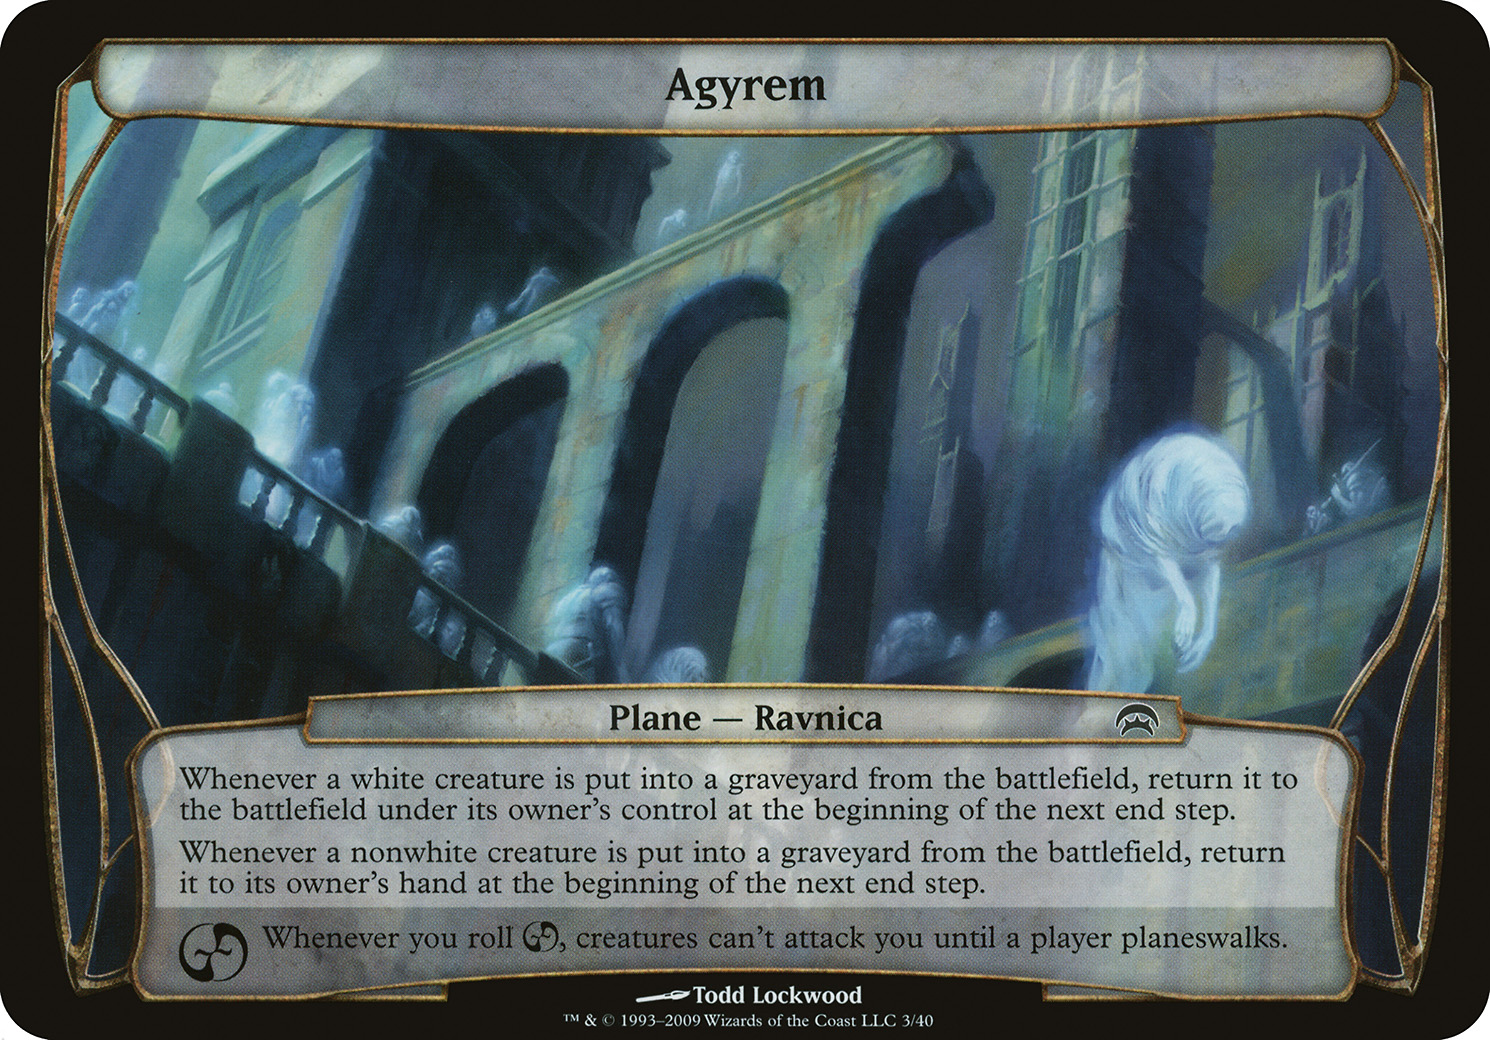 Agyrem
Plane — Ravnica
Whenever a white creature is put into a graveyard from the battlefield, return it to
the battlefield under its owner's control at the beginning of the next end step.
Whenever a nonwhite creature is put into a graveyard from the battlefield, return
it to its owner's hand at the beginning of the next end step.
Whenever you roll , creatures can't attack you until a player planeswalks.
Todd Lockwood
™ & © 1993–2009 Wizards of the Coast LLC 3/40